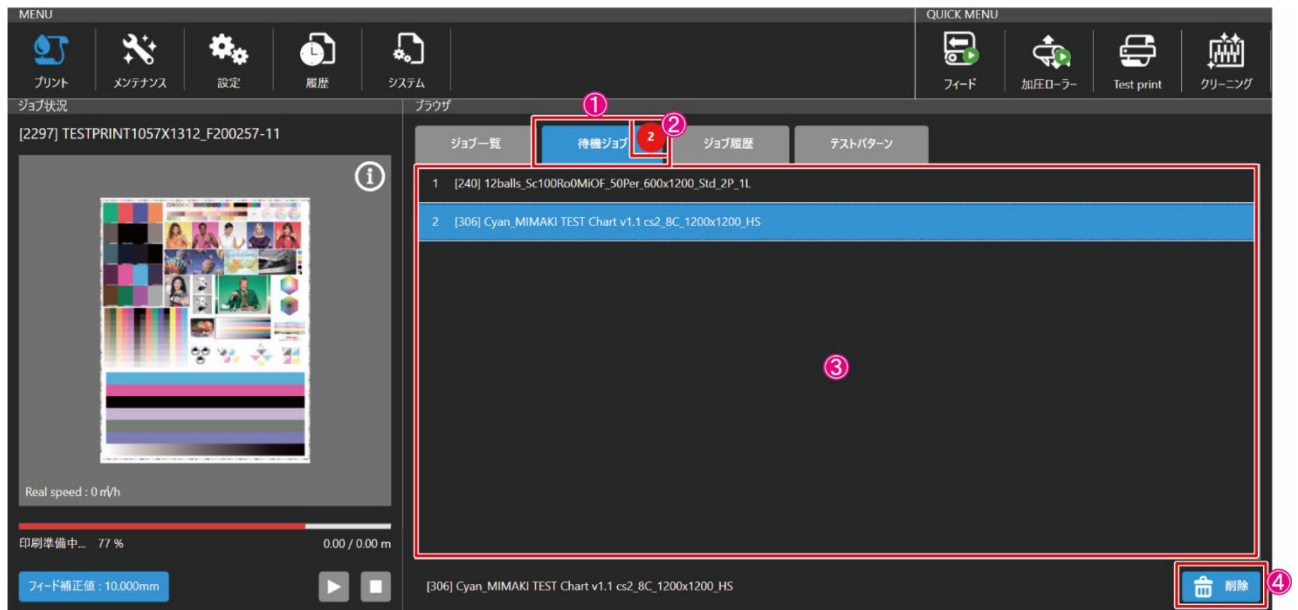 MENU
QUICK MENU
プリント
メンテナンス
設定
履歴
システム
フィード
加圧ローラー
Test print
クリーニング
ジョブ状況
[2297] TESTPRINT1057X1312_F200257-11
Real speed : 0 ㎡/h
印刷準備中... 77 %
0.00 / 0.00 m
フィード補正値 : 10.000mm
ブラウザ
①
②
ジョブ一覧
待機ジョブ
2
ジョブ履歴
テストパターン
1 [240] 12balls_Sc100Ro0MiOF_50Per_600x1200_Std_2P_1L
2 [306] Cyan_MIMAKI TEST Chart v1.1 cs2_8C_1200x1200_HS
③
[306] Cyan_MIMAKI TEST Chart v1.1 cs2_8C_1200x1200_HS
削除
④